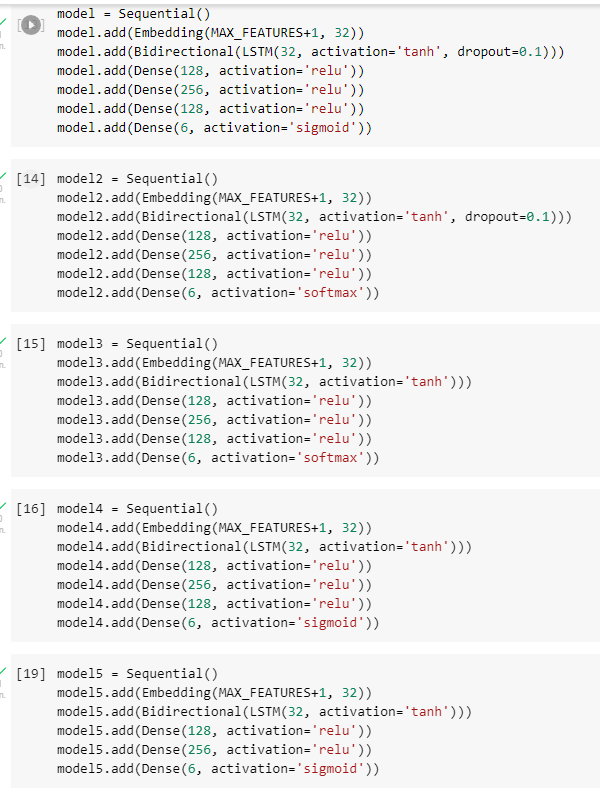 model = Sequential()
model.add(Embedding(MAX_FEATURES+1, 32))
model.add(Bidirectional(LSTM(32, activation='tanh', dropout=0.1)))
model.add(Dense(128, activation='relu'))
model.add(Dense(256, activation='relu'))
model.add(Dense(128, activation='relu'))
model.add(Dense(6, activation='sigmoid'))
[14] model2 = Sequential()
model2.add(Embedding(MAX_FEATURES+1, 32))
model2.add(Bidirectional(LSTM(32, activation='tanh', dropout=0.1)))
model2.add(Dense(128, activation='relu'))
model2.add(Dense(256, activation='relu'))
model2.add(Dense(128, activation='relu'))
model2.add(Dense(6, activation='softmax'))
[15] model3 = Sequential()
model3.add(Embedding(MAX_FEATURES+1, 32))
model3.add(Bidirectional(LSTM(32, activation='tanh')))
model3.add(Dense(128, activation='relu'))
model3.add(Dense(256, activation='relu'))
model3.add(Dense(128, activation='relu'))
model3.add(Dense(6, activation='softmax'))
[16] model4 = Sequential()
model4.add(Embedding(MAX_FEATURES+1, 32))
model4.add(Bidirectional(LSTM(32, activation='tanh')))
model4.add(Dense(128, activation='relu'))
model4.add(Dense(256, activation='relu'))
model4.add(Dense(128, activation='relu'))
model4.add(Dense(6, activation='sigmoid'))
[19] model5 = Sequential()
model5.add(Embedding(MAX_FEATURES+1, 32))
model5.add(Bidirectional(LSTM(32, activation='tanh')))
model5.add(Dense(128, activation='relu'))
model5.add(Dense(256, activation='relu'))
model5.add(Dense(6, activation='sigmoid'))